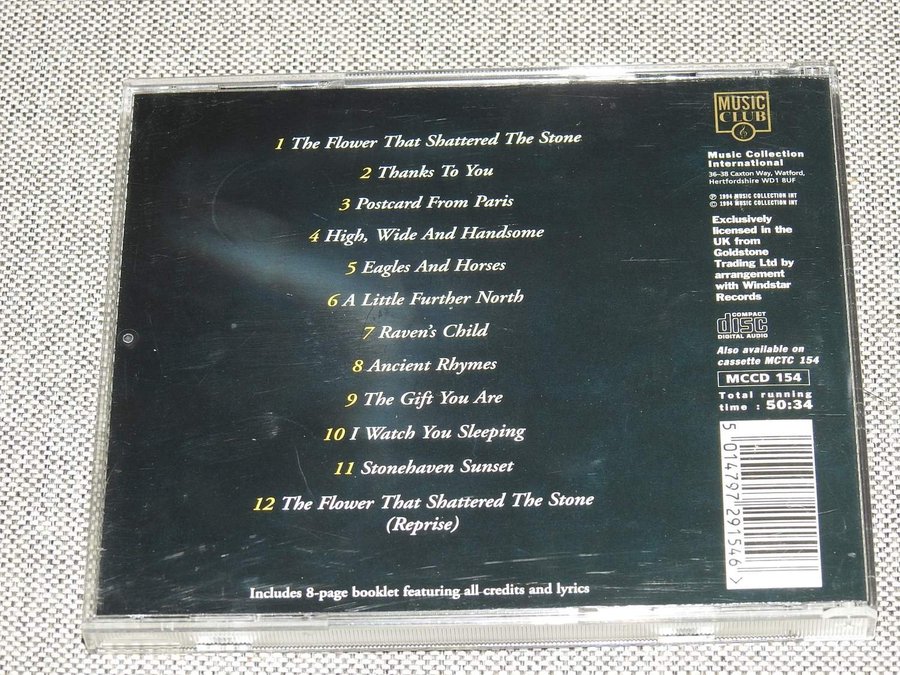 1 The Flower That Shattered The Stone
2 Thanks To You
3 Postcard From Paris
4 High, Wide And Handsome
5 Eagles And Horses
6 A Little Further North
7 Raven's Child
8 Ancient Rhymes
9 The Gift You Are
10 I Watch You Sleeping
11 Stonehaven Sunset
12 The Flower That Shattered The Stone
(Reprise)
Includes 8-page booklet featuring all credits and lyrics
MUSIC
CLUB
Music Collection
International
36–38 Caxton Way, Watford,
Hertfordshire WD1 8UF
℗ 1994 MUSIC COLLECTION INT
© 1994 MUSIC COLLECTION INT
Exclusively
licensed in the
UK from
Goldstone
Trading Ltd by
arrangement
with Windstar
Records
COMPACT
disc
DIGITAL AUDIO
Also available on
cassette MCTC 154
MCCD 154
Total running
time : 50:34
5 014797 291546 >